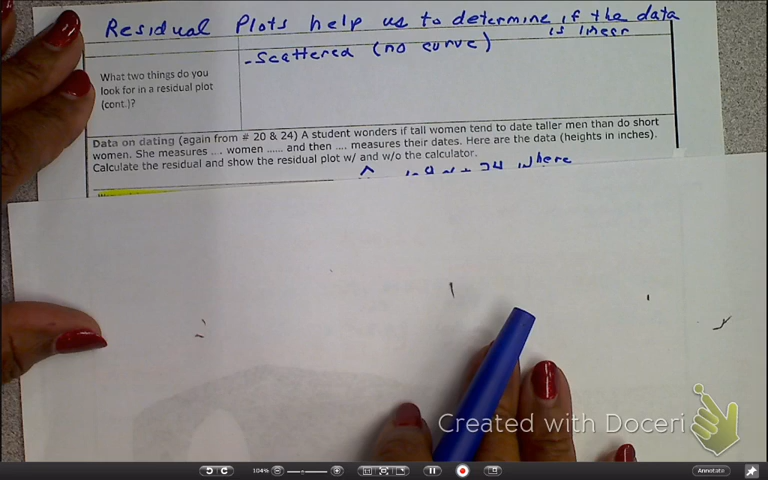 Residual Plots help us to determine if the data
is linear
- Scattered (no curve)
What two things do you
look for in a residual plot
(cont.)?
Data on dating (again from # 20 & 24) A student wonders if tall women tend to date taller men than do short
women. She measures .... women ...... and then .... measures their dates. Here are the data (heights in inches).
Calculate the residual and show the residual plot w/ and w/o the calculator.
where
Created with Doceri
104%
Annotate